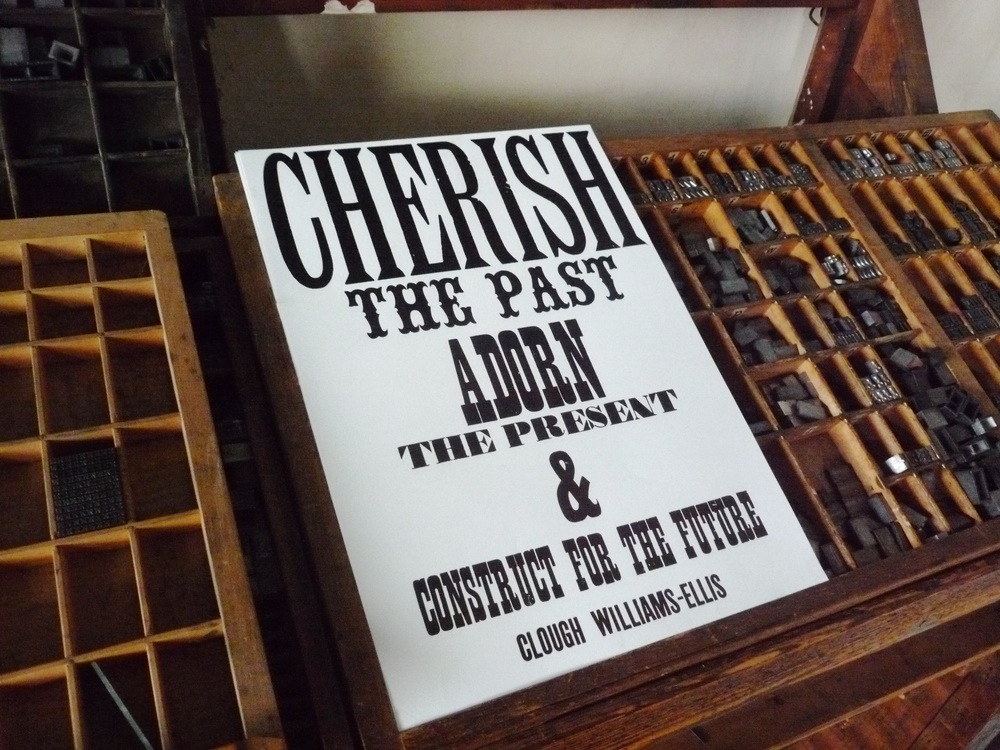 CHERISH
THE PAST
ADORN
THE PRESENT
&
CONSTRUCT FOR THE FUTURE
CLOUGH WILLIAMS-ELLIS